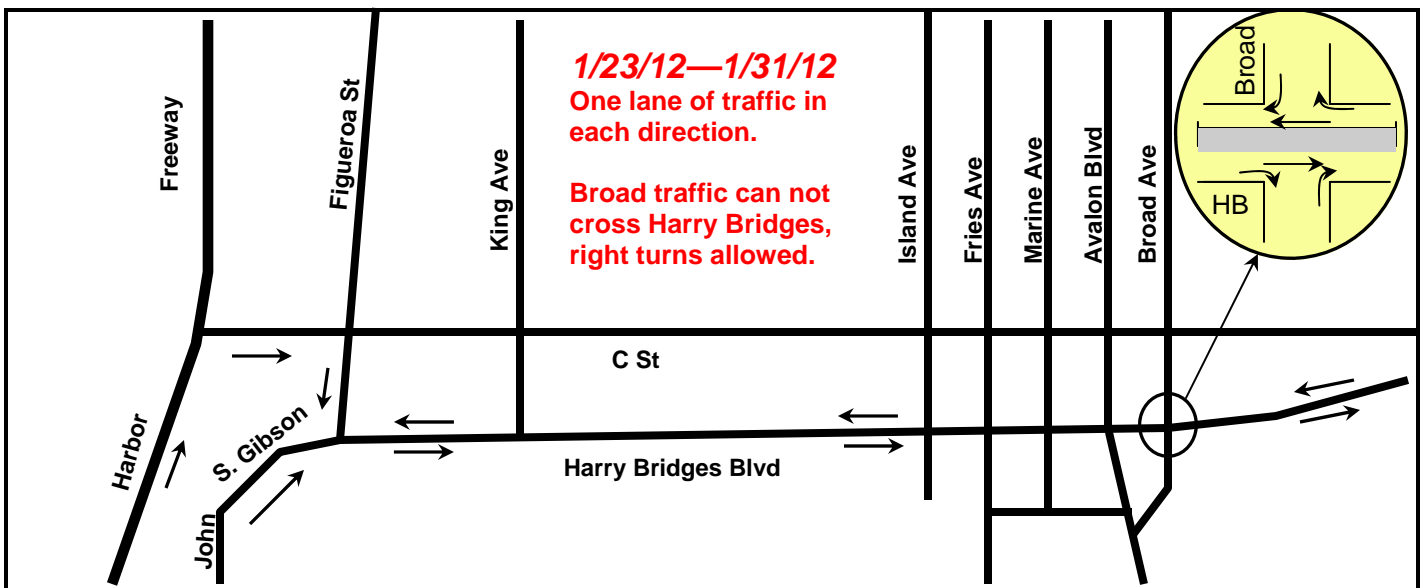 1/23/12—1/31/12
One lane of traffic in
each direction.
Broad traffic can not
cross Harry Bridges,
right turns allowed.
Freeway
Harbor
Figueroa St
King Ave
Island Ave
Fries Ave
Marine Ave
Avalon Blvd
Broad Ave
Broad
HB
C St
John
S. Gibson
Harry Bridges Blvd